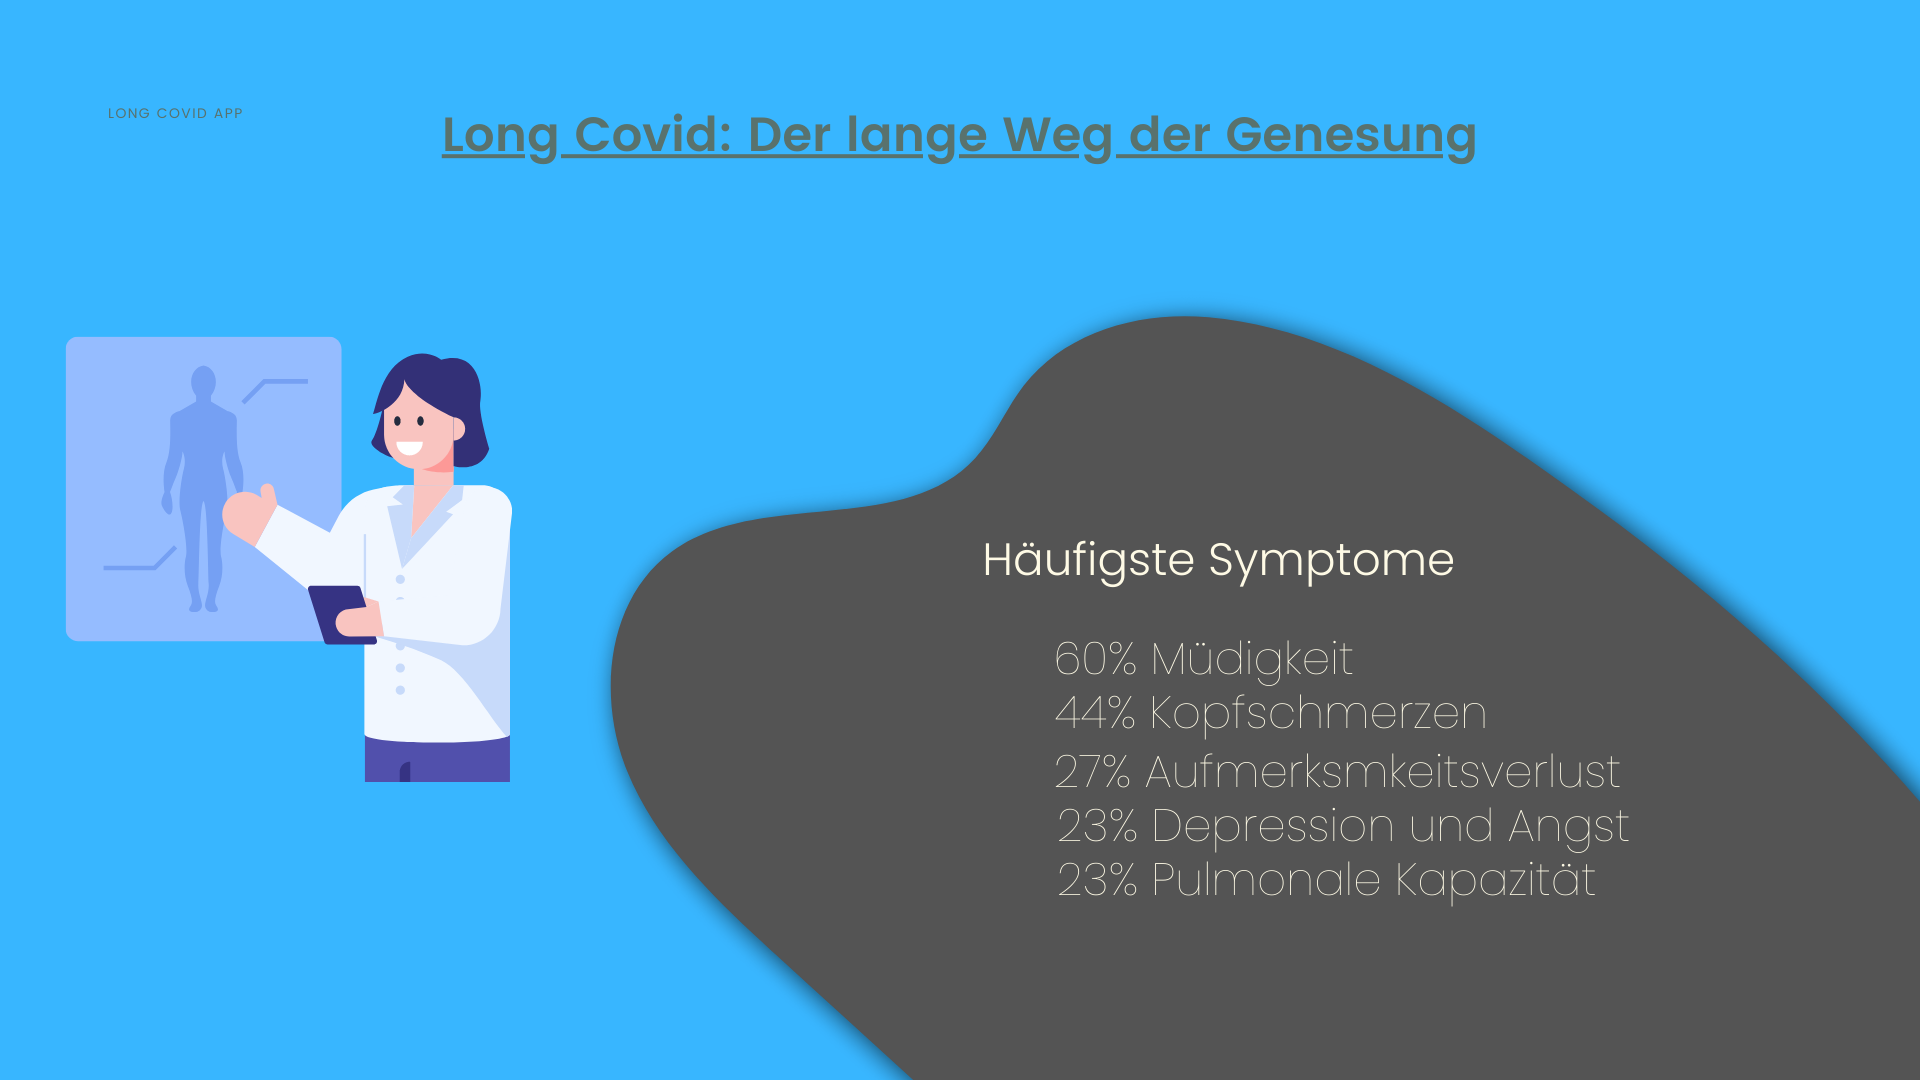 LONG COVID APP
Long Covid: Der lange Weg der Genesung
Häufigste Symptome
60% Müdigkeit
44% Kopfschmerzen
27% Aufmerksmkeitsverlust
23% Depression und Angst
23% Pulmonale Kapazität